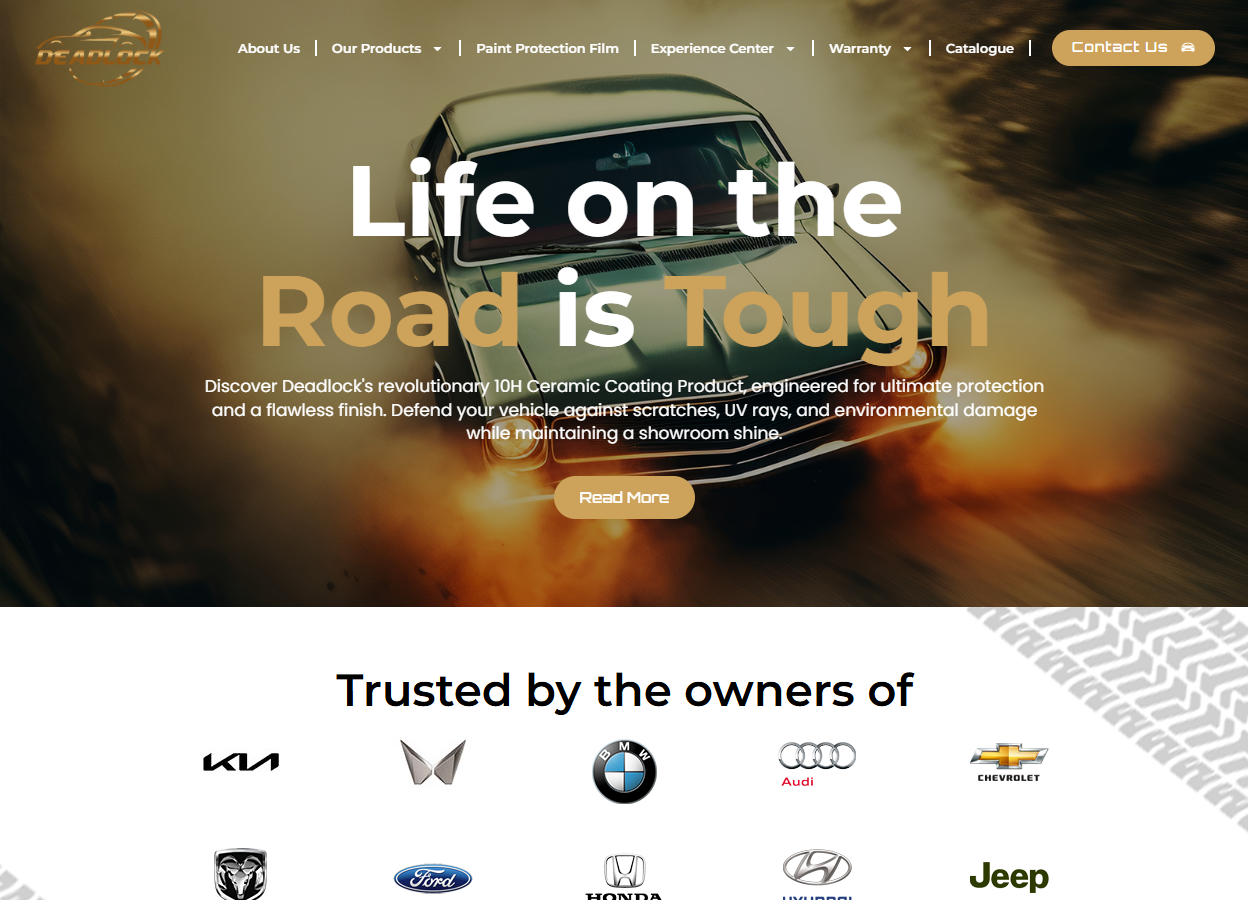 DEADLOCK
About Us
Our Products
Paint Protection Film
Experience Center
Warranty
Catalogue
Contact Us
Life on the
Road is Tough
Discover Deadlock's revolutionary 10H Ceramic Coating Product, engineered for ultimate protection
and a flawless finish. Defend your vehicle against scratches, UV rays, and environmental damage
while maintaining a showroom shine.
Read More
Trusted by the owners of
KIA
BMW
Audi
CHEVROLET
Ford
HONDA
HYUNDAI
Jeep